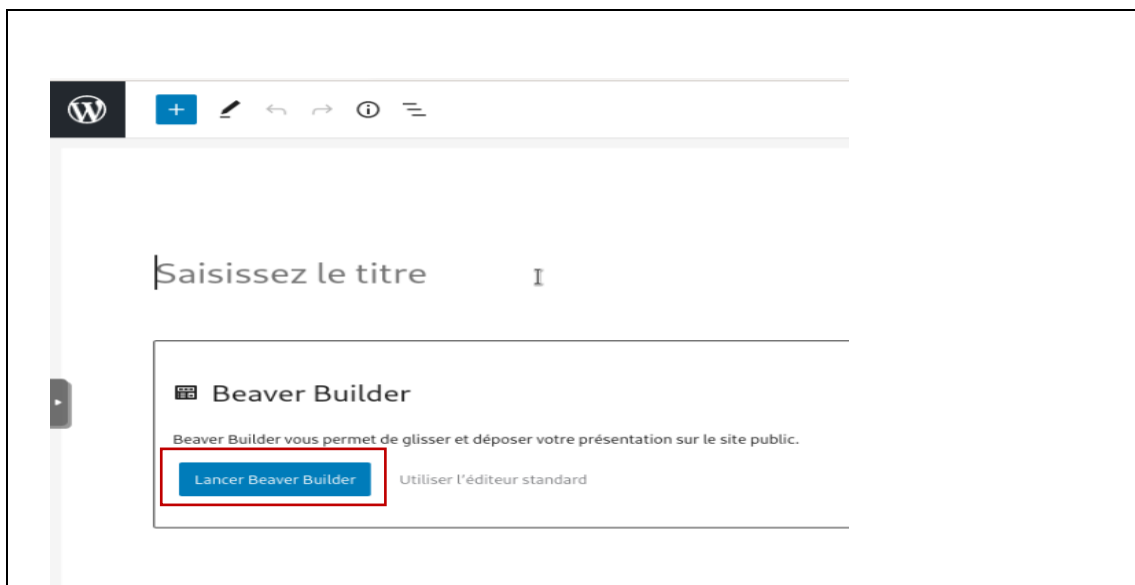 Saisissez le titre
Beaver Builder
Beaver Builder vous permet de glisser et déposer votre présentation sur le site public.
Lancer Beaver Builder Utiliser l'éditeur standard